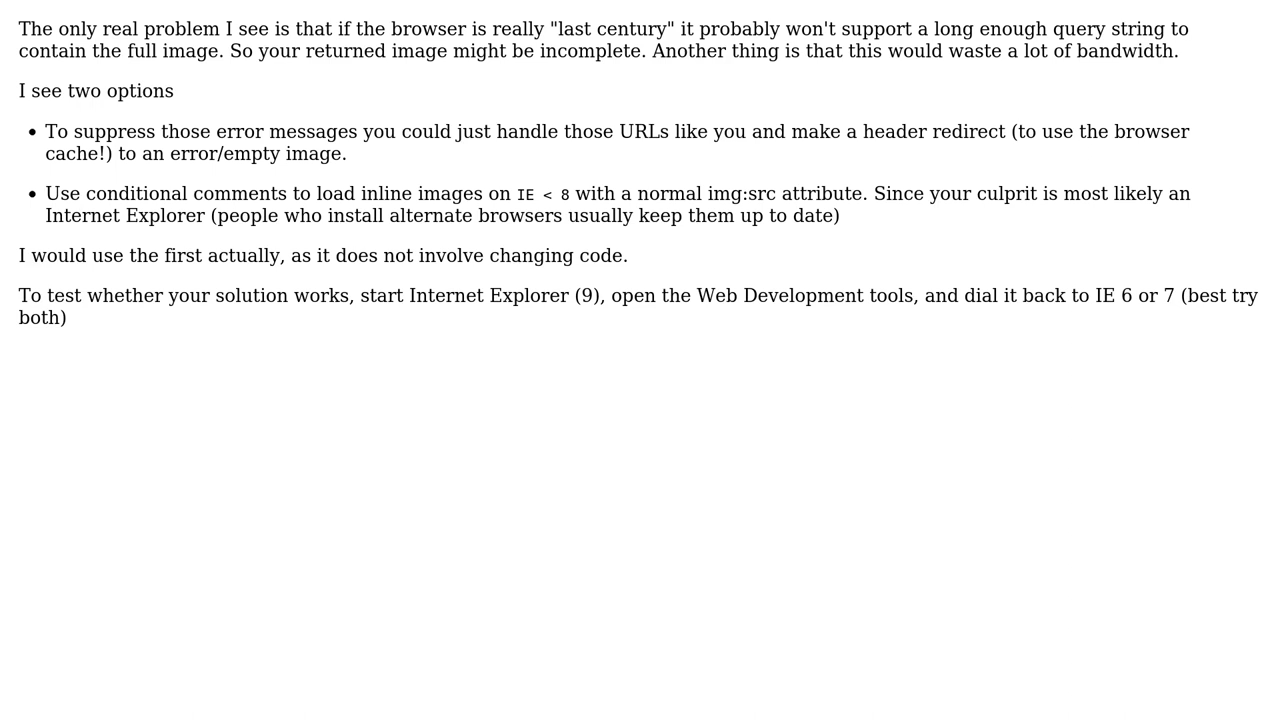 The only real problem I see is that if the browser is really "last century" it probably won't support a long enough query string to
contain the full image. So your returned image might be incomplete. Another thing is that this would waste a lot of bandwidth.
I see two options
• To suppress those error messages you could just handle those URLs like you and make a header redirect (to use the browser
cache!) to an error/empty image.
• Use conditional comments to load inline images on IE < 8 with a normal img:src attribute. Since your culprit is most likely an
Internet Explorer (people who install alternate browsers usually keep them up to date)
I would use the first actually, as it does not involve changing code.
To test whether your solution works, start Internet Explorer (9), open the Web Development tools, and dial it back to IE 6 or 7 (best try
both)